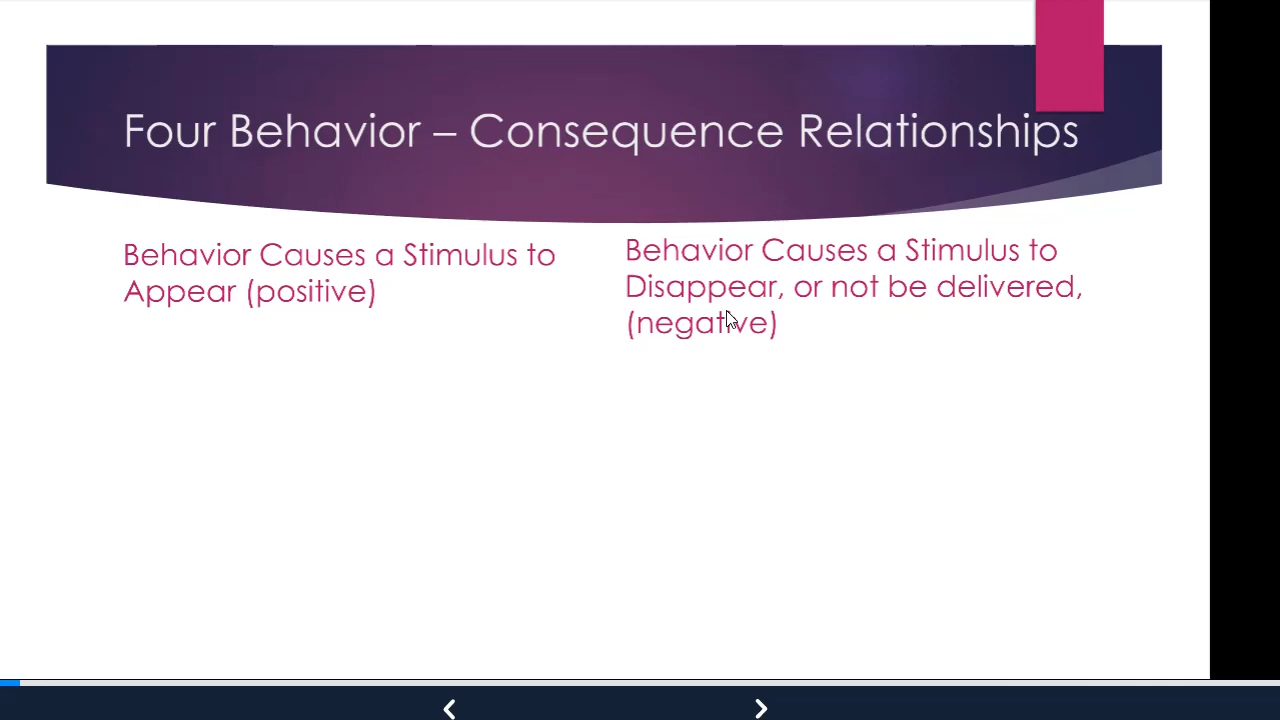 Four Behavior – Consequence Relationships
Behavior Causes a Stimulus to
Appear (positive)
Behavior Causes a Stimulus to
Disappear, or not be delivered,
(negative)